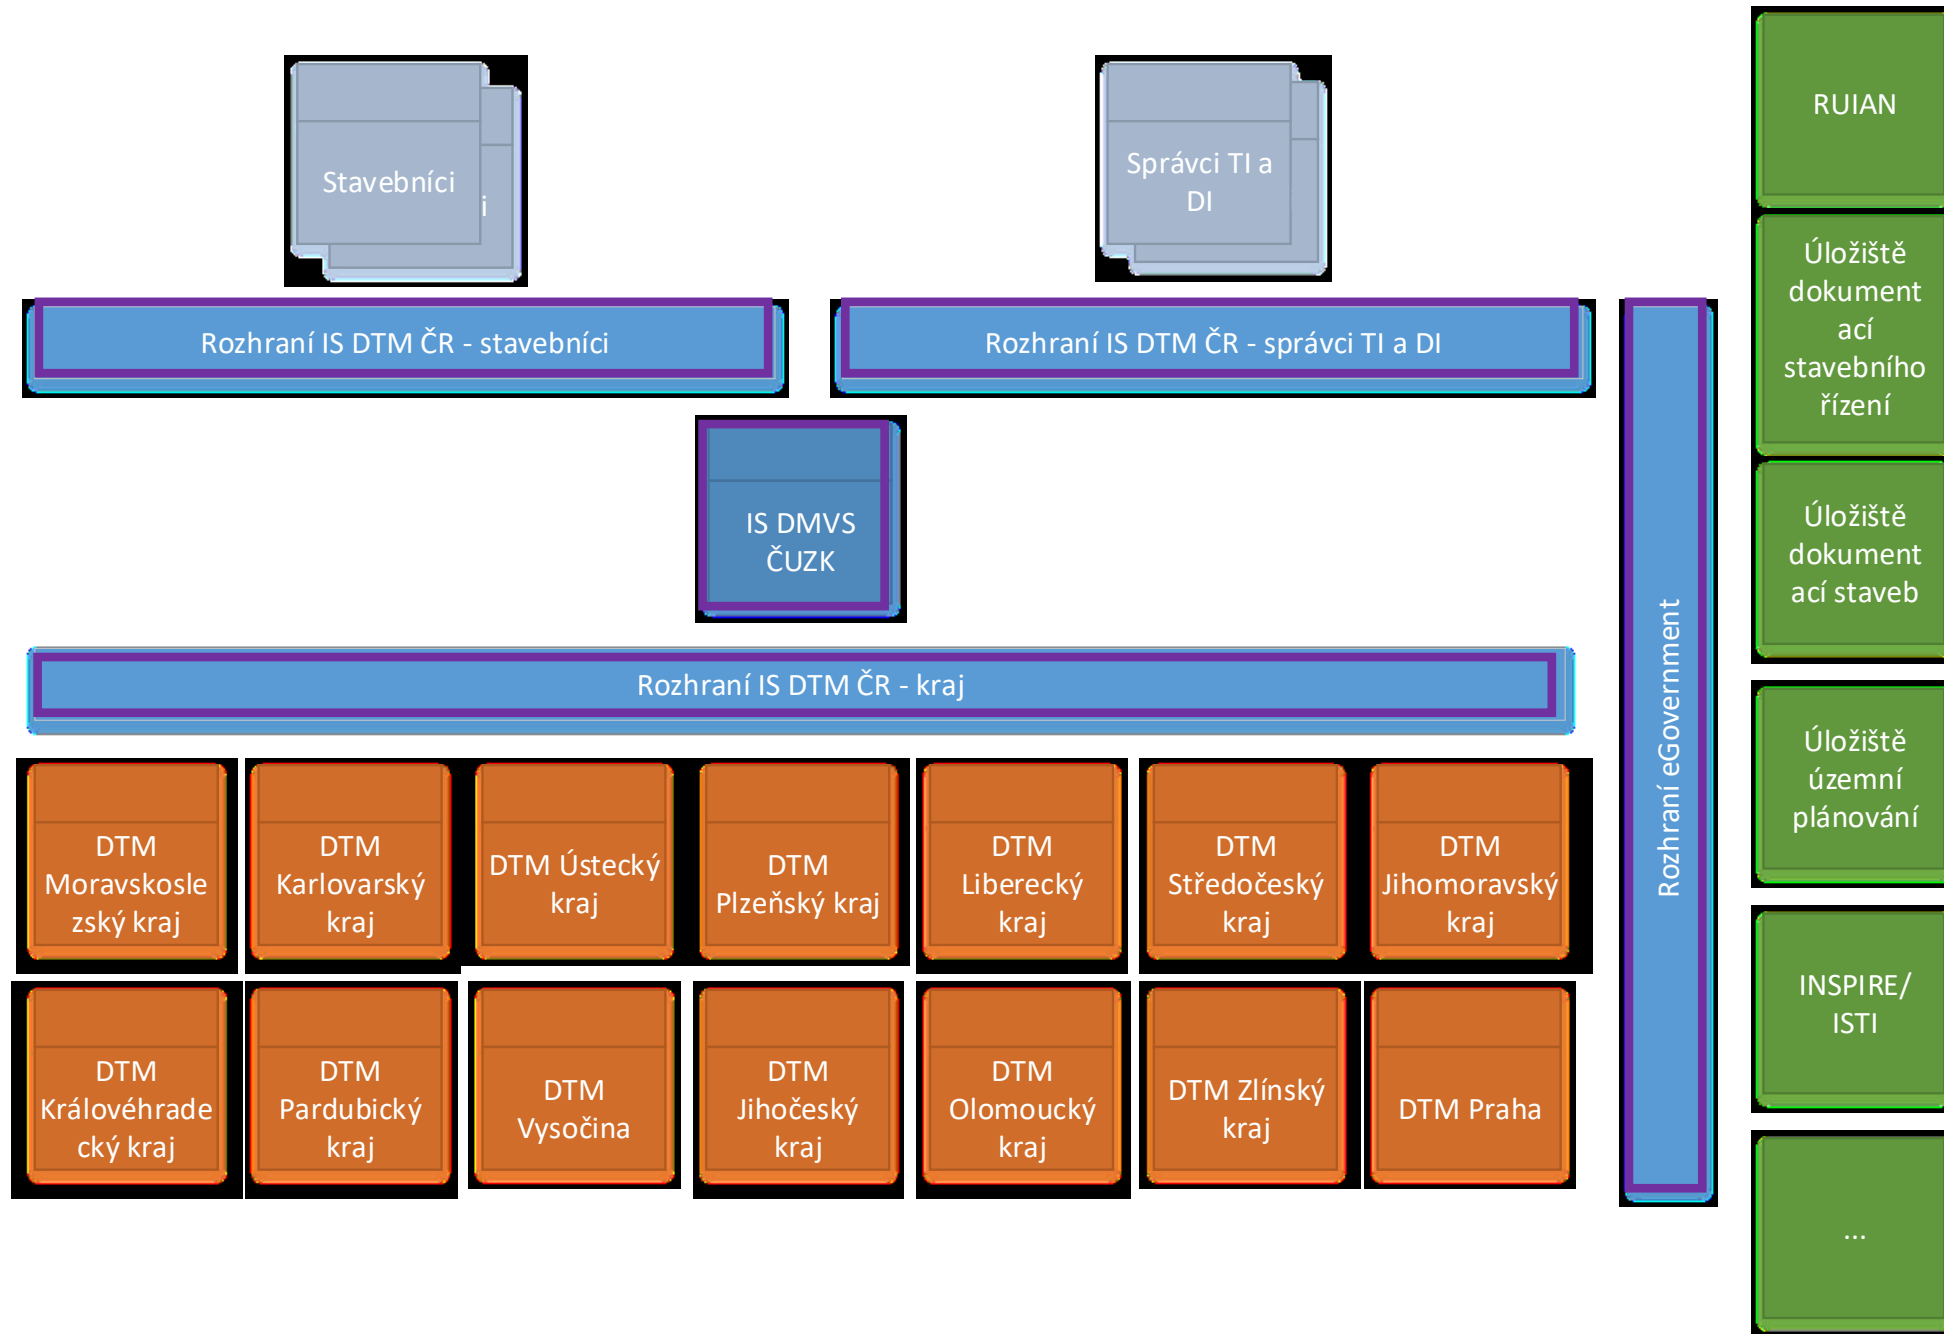 Stavebníci
i
Správci TI a
DI
Rozhraní IS DTM ČR - stavebníci
Rozhraní IS DTM ČR - správci TI a DI
IS DMVS
ČUZK
Rozhraní IS DTM ČR - kraj
DTM
Moravskosle
zský kraj
DTM
Karlovarský
kraj
DTM Ústecký
kraj
DTM
Plzeňský kraj
DTM
Liberecký
kraj
DTM
Středočeský
kraj
DTM
Jihomoravský
kraj
DTM
Královéhrade
cký kraj
DTM
Pardubický
kraj
DTM
Vysočina
DTM
Jihočeský
kraj
DTM
Olomoucký
kraj
DTM Zlínský
kraj
DTM Praha
Rozhraní eGovernment
RUIAN
Úložiště
dokument
ací
stavebního
řízení
Úložiště
dokument
ací staveb
Úložiště
územní
plánování
INSPIRE/
ISTI
...